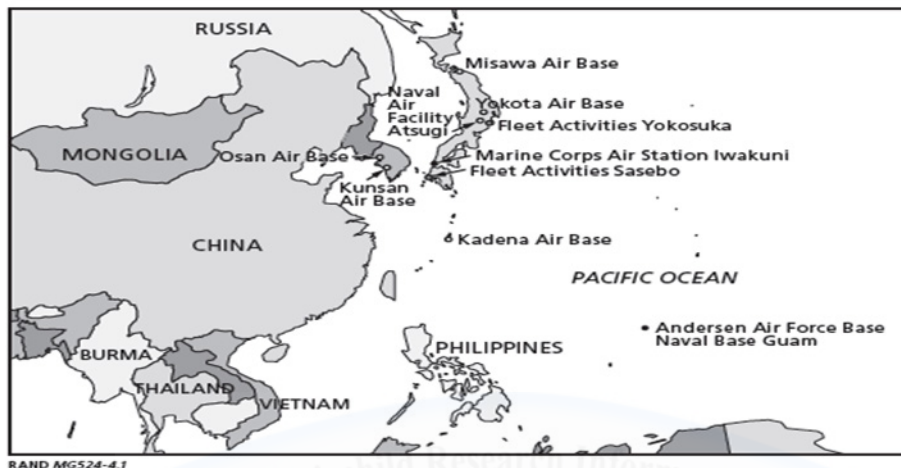 RUSSIA
Misawa Air Base
Naval
Air
Facility
Atsugi
Yokota Air Base
Fleet Activities Yokosuka
MONGOLIA
Osan Air Base
Marine Corps Air Station Iwakuni
Fleet Activities Sasebo
Kunsan
Air Base
CHINA
Kadena Air Base
PACIFIC OCEAN
Andersen Air Force Base
Naval Base Guam
BURMA
PHILIPPINES
THAILAND
VIETNAM
RAND MG524-4.1